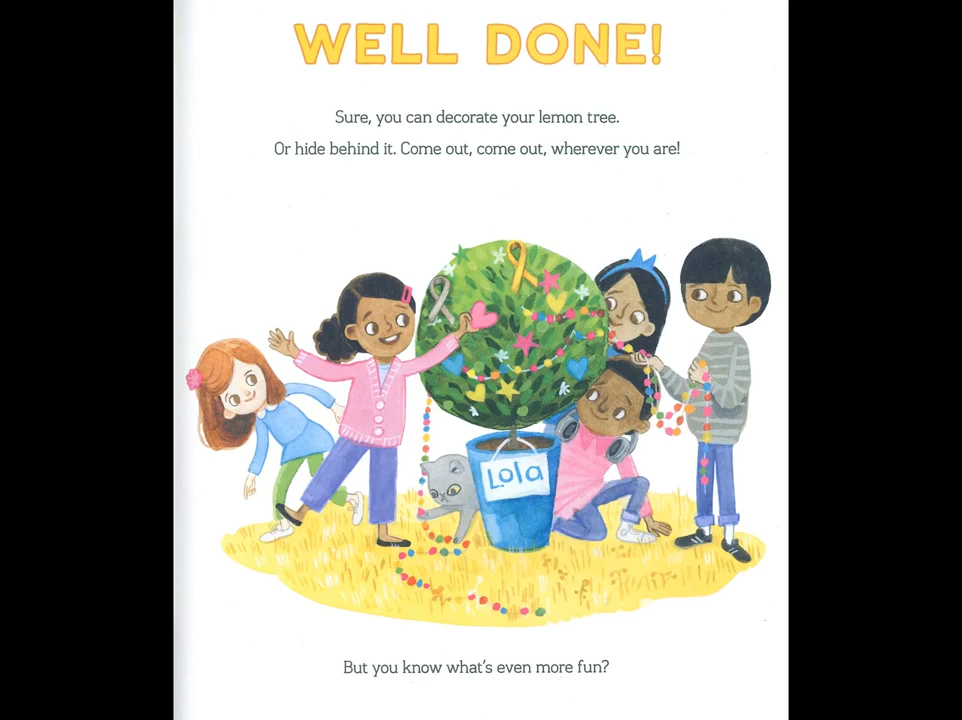 WELL DONE!
Sure, you can decorate your lemon tree.
Or hide behind it. Come out, come out, wherever you are!
Lola
But you know what's even more fun?